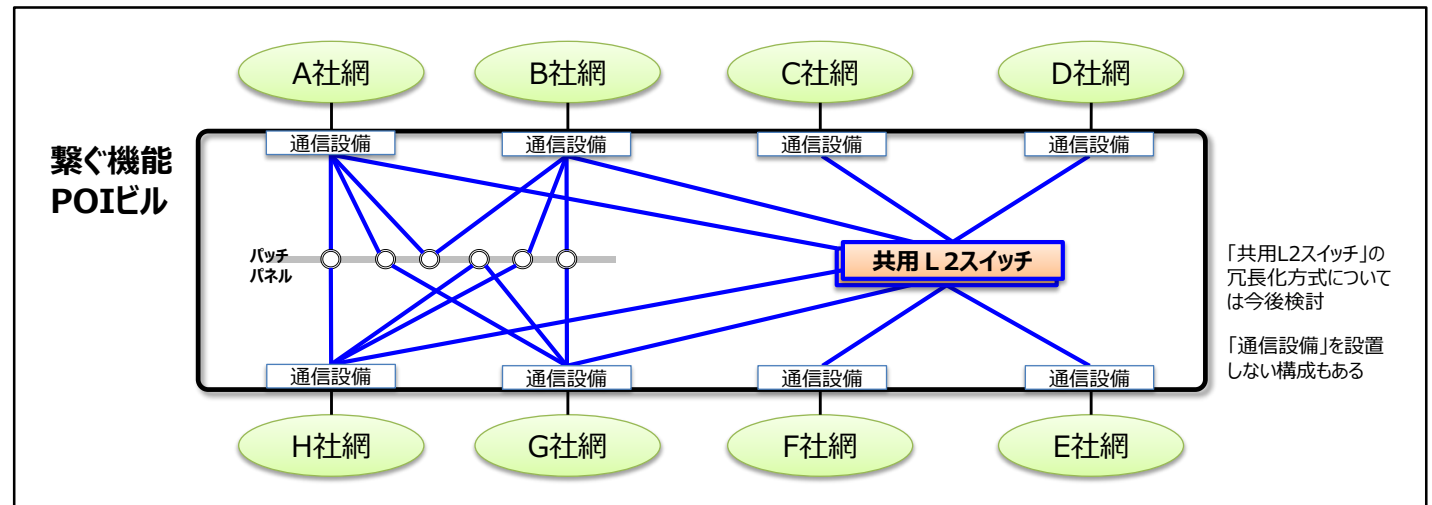 A社網
B社網
C社網
D社網
通信設備
通信設備
通信設備
通信設備
繋ぐ機能
POIビル
パッチ
パネル
共用L2スイッチ
「共用L2スイッチ」の
冗長化方式について
は今後検討
「通信設備」を設置
しない構成もある
通信設備
通信設備
通信設備
通信設備
H社網
G社網
F社網
E社網